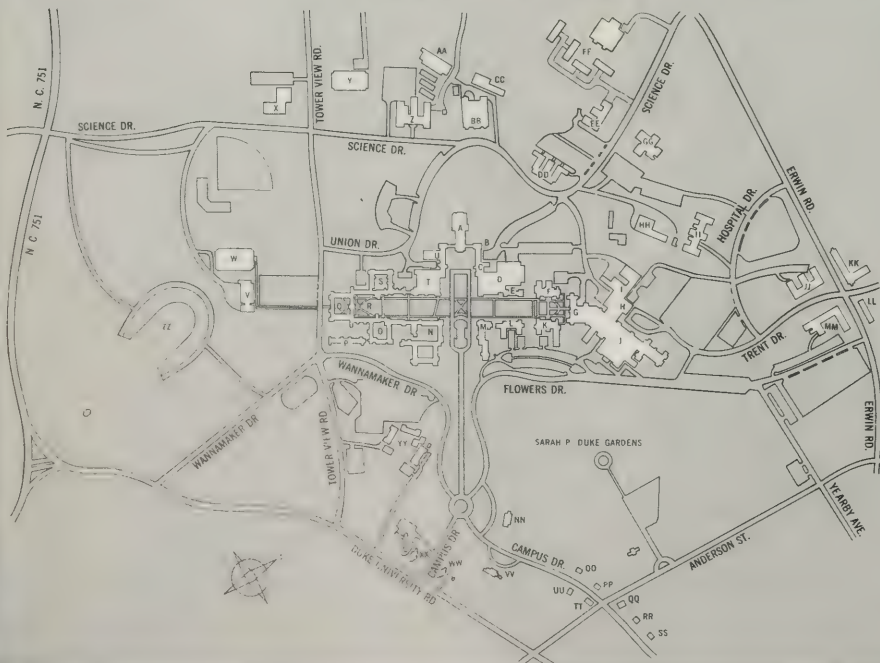 N. C. 751
TOWER VIEW RD.
AA
FF
CC
Y
X
Z
BB
SCIENCE DR.
SCIENCE DR.
SCIENCE DR.
EE
GG
DD
ERWIN RD.
HOSPITAL DR.
N. C. 751
A
HH
II
UNION DR.
B
U
C
W
S
T
D
E
F
I
KK
JJ
V
Q
R
G
H
LL
O
N
M
K
J
MM
P
ZZ
TRENT DR.
WANNAMAKER DR
FLOWERS DR.
ERWIN RD.
WANNAMAKER DR
TOWER VIEW RD
YY
SARAH P. DUKE GARDENS
YEARBY AVE.
NN
ANDERSON ST.
CAMPUS DR.
CAMPUS DR.
DUKE UNIVERSITY RD
WW
VV
OO
PP
UU
TT
QQ
RR
SS